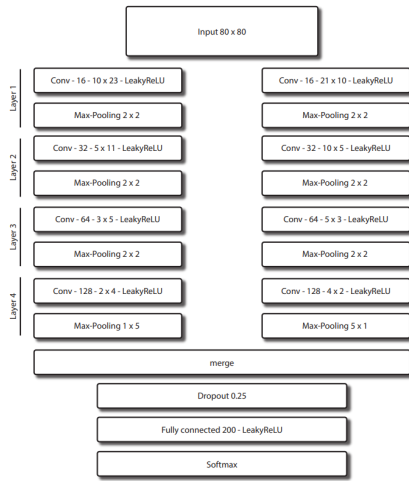 Input 80 x 80
Layer 1
Conv - 16 - 10 x 23 - LeakyReLU
Conv - 16 - 21 x 10 - LeakyReLU
Max-Pooling 2 x 2
Max-Pooling 2 x 2
Layer 2
Conv - 32 - 5 x 11 - LeakyReLU
Conv - 32 - 10 x 5 - LeakyReLU
Max-Pooling 2 x 2
Max-Pooling 2 x 2
Layer 3
Conv - 64 - 3 x 5 - LeakyReLU
Conv - 64 - 5 x 3 - LeakyReLU
Max-Pooling 2 x 2
Max-Pooling 2 x 2
Layer 4
Conv - 128 - 2 x 4 - LeakyReLU
Conv - 128 - 4 x 2 - LeakyReLU
Max-Pooling 1 x 5
Max-Pooling 5 x 1
merge
Dropout 0.25
Fully connected 200 - LeakyReLU
Softmax